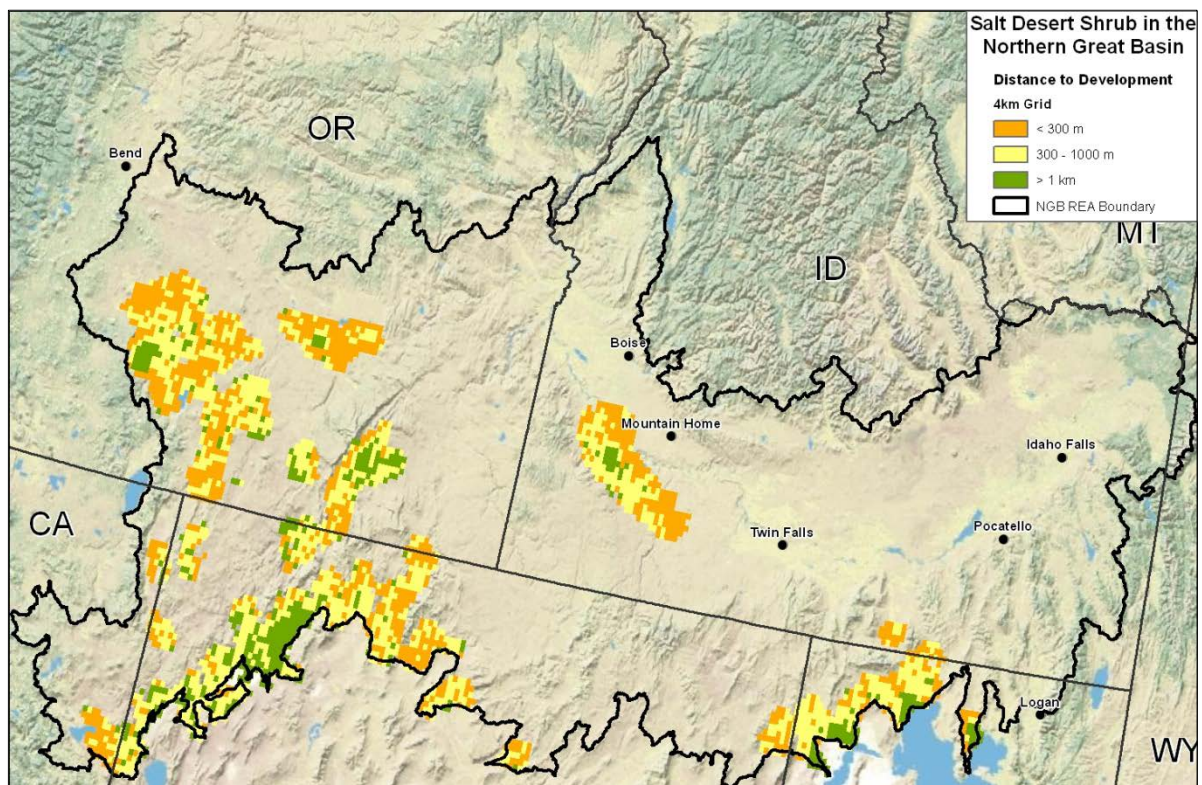 Salt Desert Shrub in the
Northern Great Basin
Distance to Development
4km Grid
< 300 m
300 - 1000 m
> 1 km
NGB REA Boundary
OR
Bend
MT
ID
Boise
Mountain Home
Idaho Falls
CA
Twin Falls
Pocatello
Logan
WY